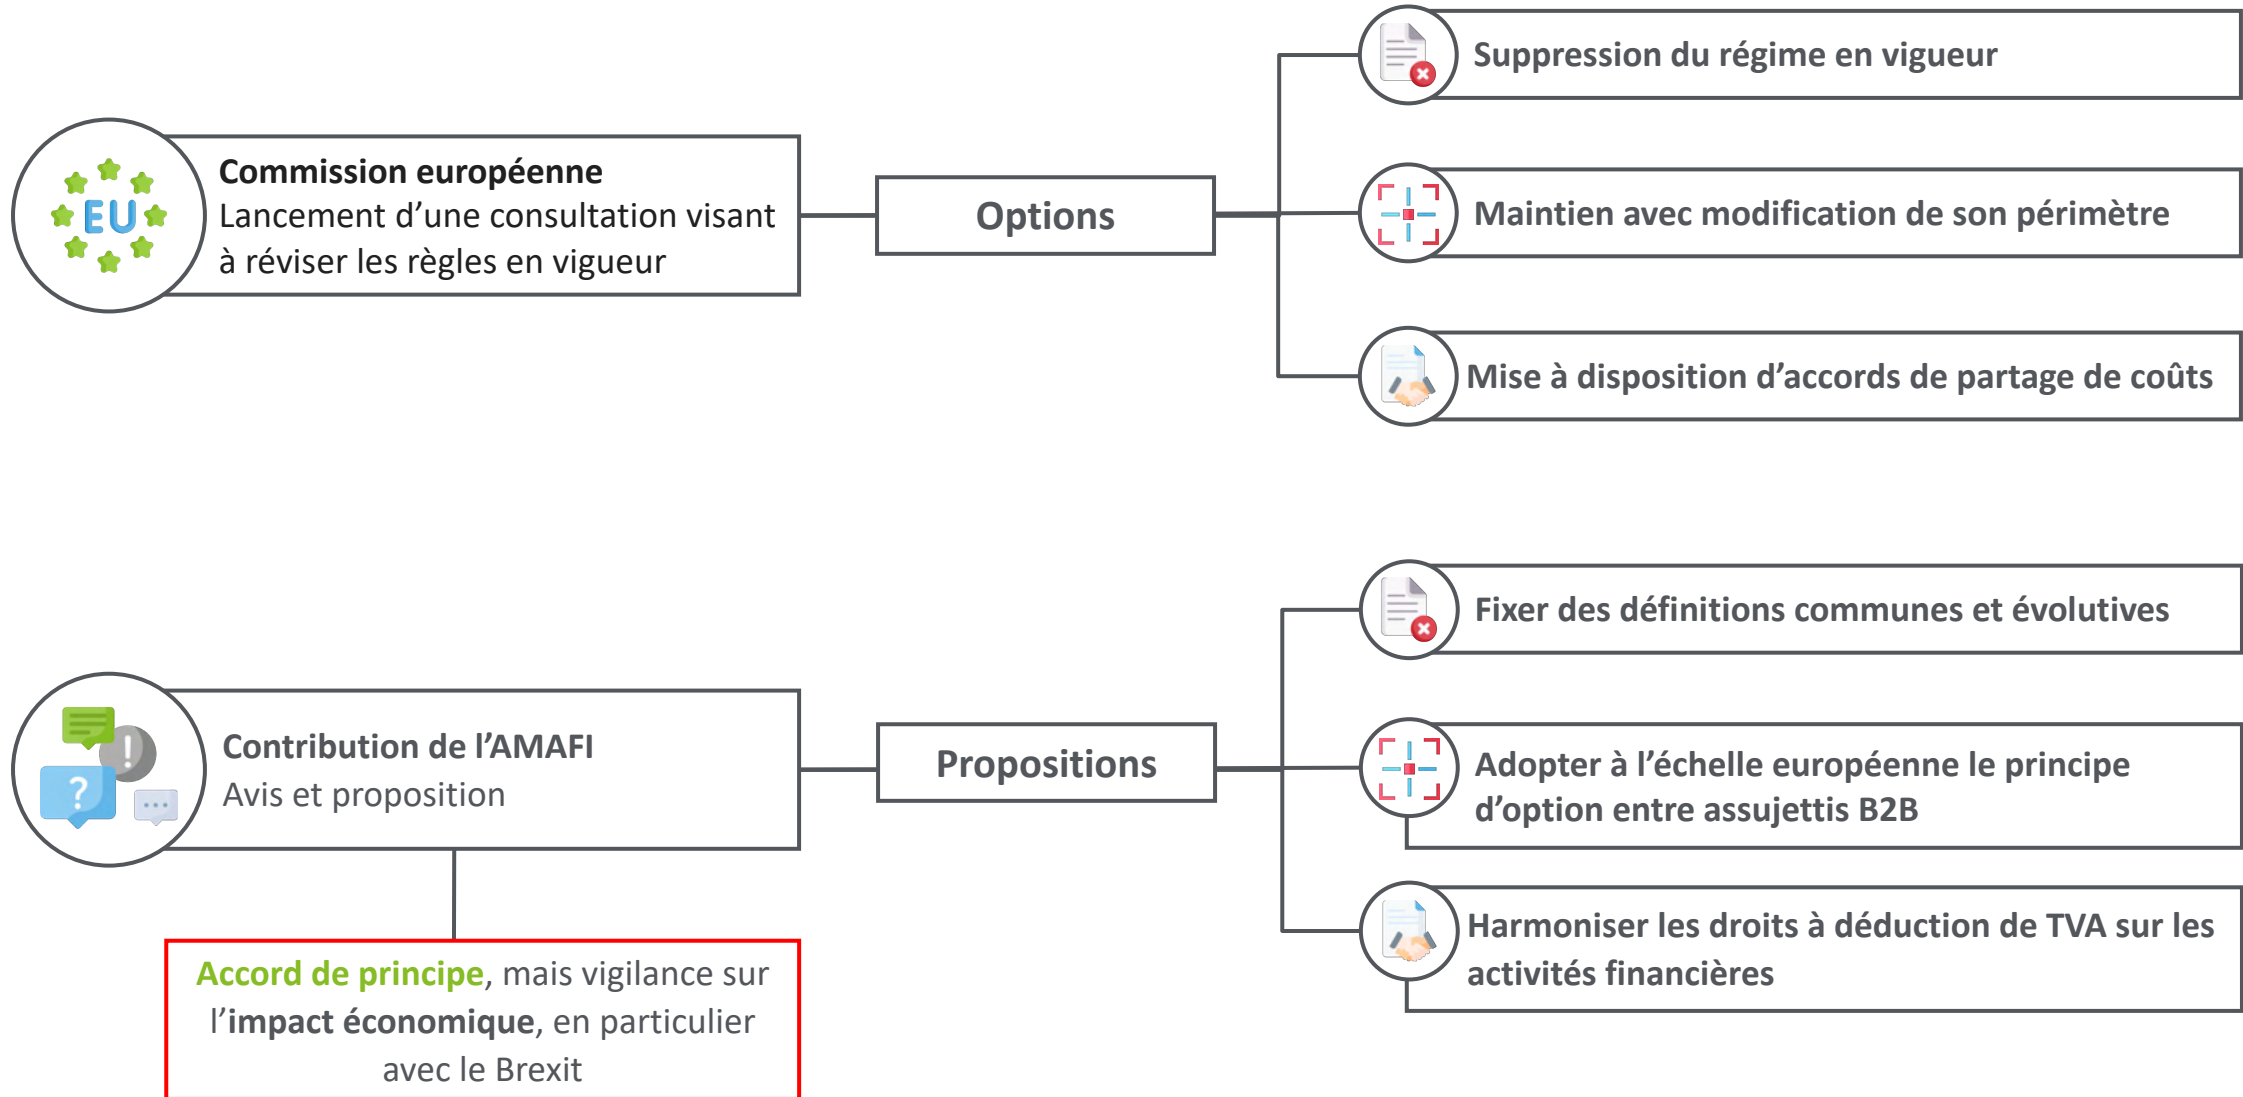 Suppression du régime en vigueur
EU
Commission européenne
Lancement d’une consultation visant
à réviser les règles en vigueur
Options
Maintien avec modification de son périmètre
Mise à disposition d’accords de partage de coûts
Fixer des définitions communes et évolutives
!
?
...
Contribution de l’AMAFI
Avis et proposition
Propositions
Adopter à l’échelle européenne le principe
d’option entre assujettis B2B
Harmoniser les droits à déduction de TVA sur les
activités financières
Accord de principe, mais vigilance sur
l’impact économique, en particulier
avec le Brexit